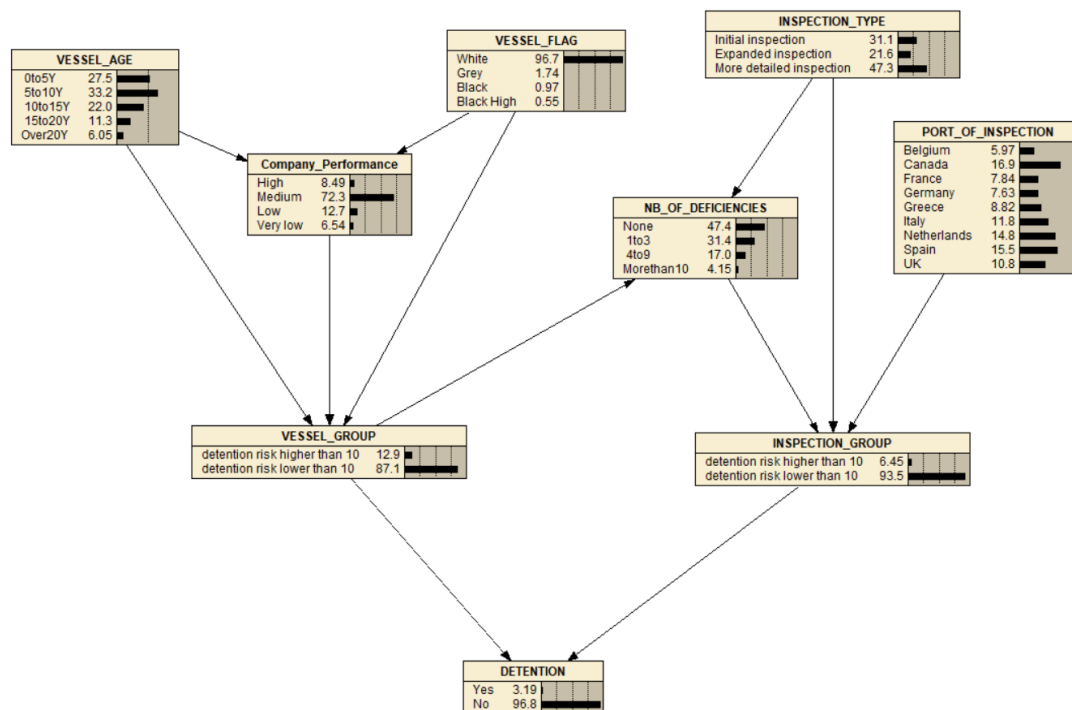 VESSEL_AGE
0to5Y 27.5
5to10Y 33.2
10to15Y 22.0
15to20Y 11.3
Over20Y 6.05
VESSEL_FLAG
White 96.7
Grey 1.74
Black 0.97
Black High 0.55
INSPECTION_TYPE
Initial inspection 31.1
Expanded inspection 21.6
More detailed inspection 47.3
PORT_OF_INSPECTION
Belgium 5.97
Canada 16.9
France 7.84
Germany 7.63
Greece 8.82
Italy 11.8
Netherlands 14.8
Spain 15.5
UK 10.8
Company_Performance
High 8.49
Medium 72.3
Low 12.7
Very low 6.54
NB_OF_DEFICIENCIES
None 47.4
1to3 31.4
4to9 17.0
Morethan10 4.15
VESSEL_GROUP
detention risk higher than 10 12.9
detention risk lower than 10 87.1
INSPECTION_GROUP
detention risk higher than 10 6.45
detention risk lower than 10 93.5
DETENTION
Yes 3.19
No 96.8